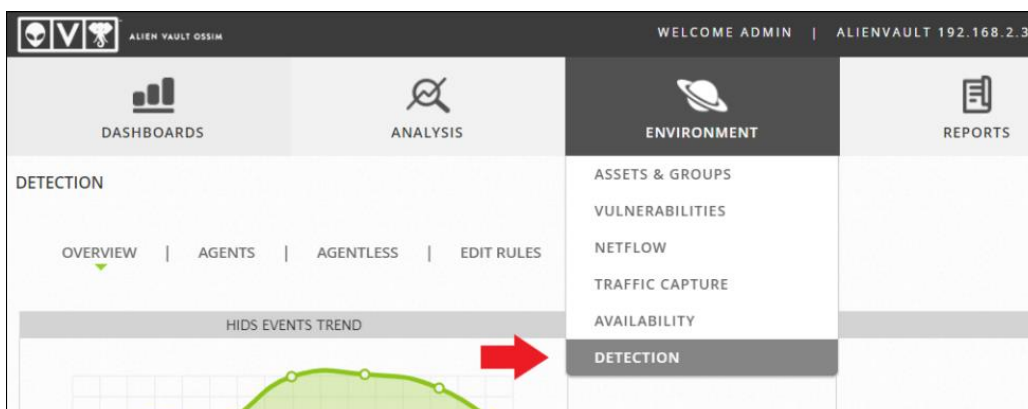 AV ALIEN VAULT OSSIM WELCOME ADMIN | ALIENVAULT 192.168.2.3
DASHBOARDS ANALYSIS ENVIRONMENT REPORTS
DETECTION
OVERVIEW | AGENTS | AGENTLESS | EDIT RULES
ASSETS & GROUPS
VULNERABILITIES
NETFLOW
TRAFFIC CAPTURE
AVAILABILITY
DETECTION
HIDS EVENTS TREND